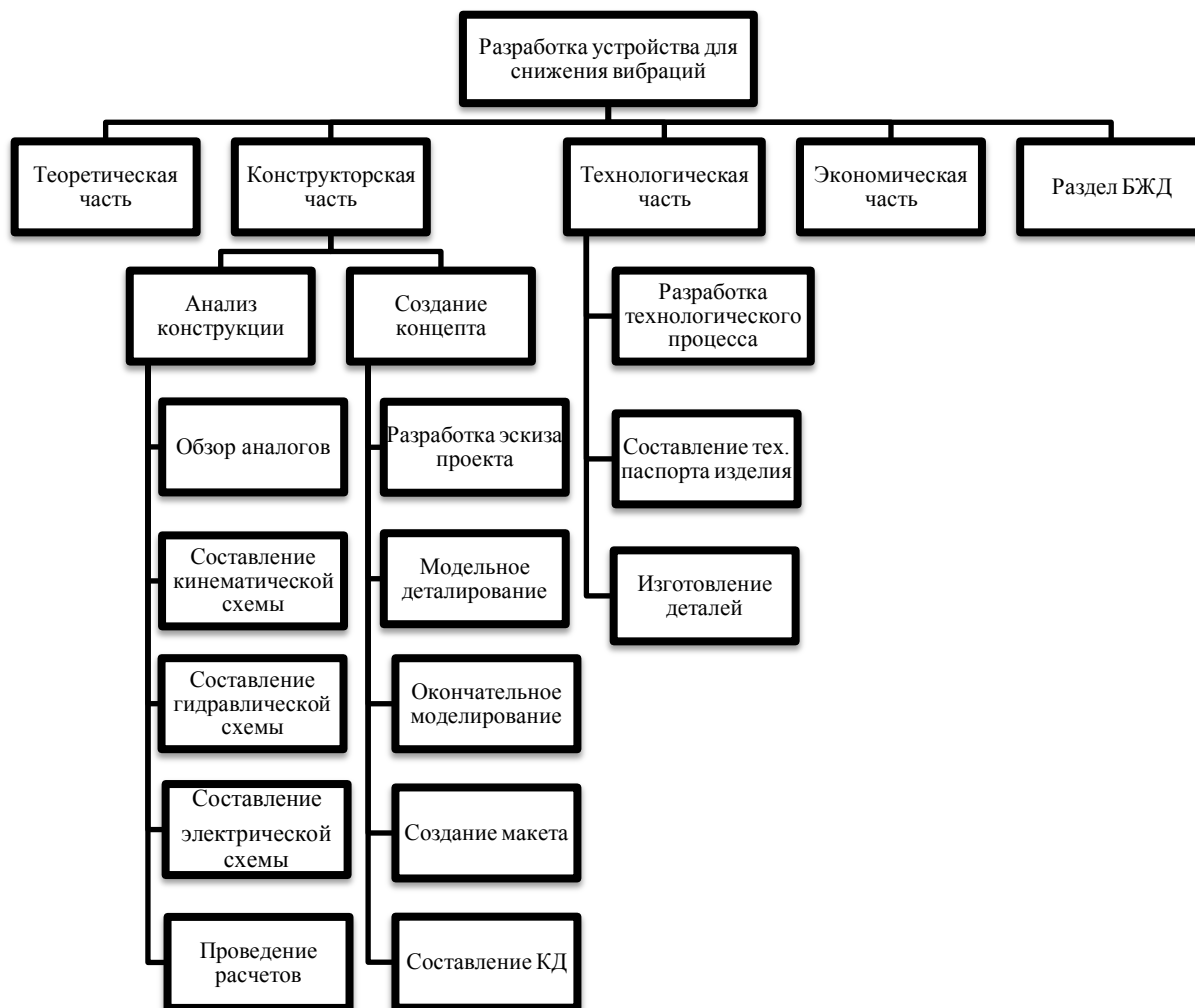 Разработка устройства для
снижения вибраций
Теоретическая
часть
Конструкторская
часть
Технологическая
часть
Экономическая
часть
Раздел БЖД
Анализ
конструкции
Создание
концепта
Разработка
технологического
процесса
Обзор аналогов
Разработка эскиза
проекта
Составление тех.
паспорта изделия
Составление
кинематической
схемы
Модельное
деталирование
Изготовление
деталей
Составление
гидравлической
схемы
Окончательное
моделирование
Составление
электрической
схемы
Создание макета
Проведение
расчетов
Составление КД